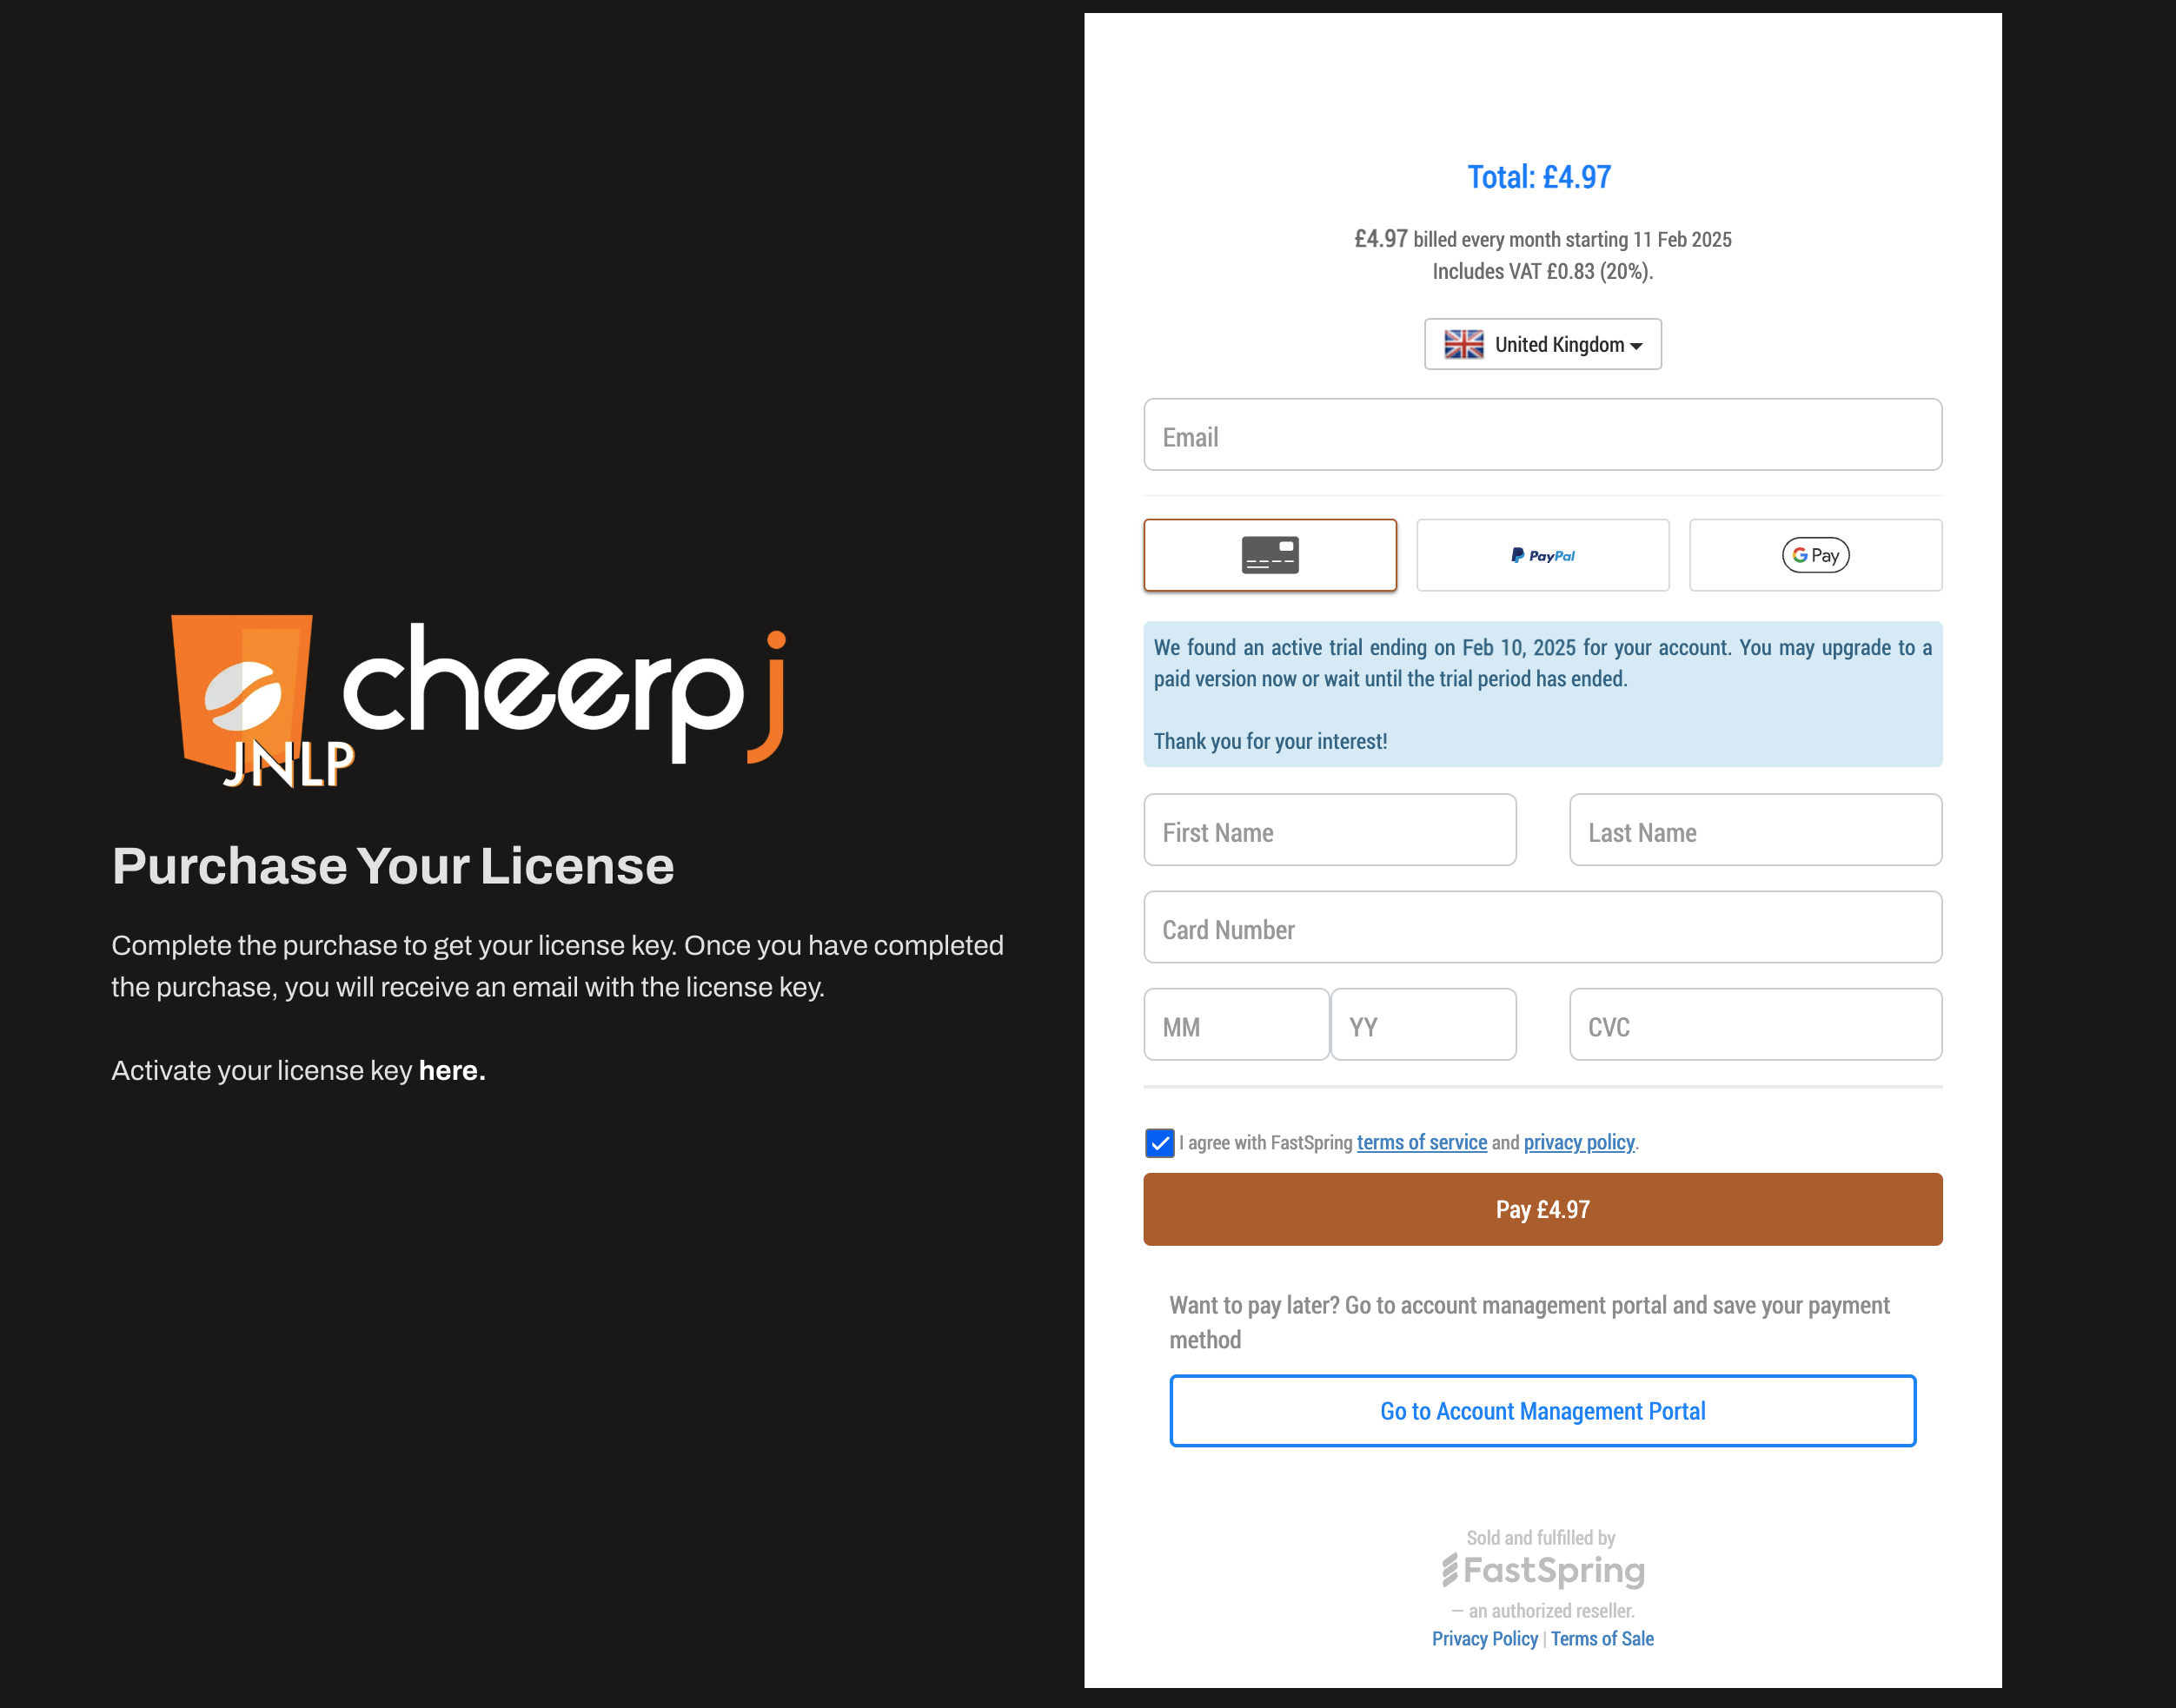 cheerpj
JNLP
Purchase Your License
Complete the purchase to get your license key. Once you have completed
the purchase, you will receive an email with the license key.
Activate your license key here.
Total: £4.97
£4.97 billed every month starting 11 Feb 2025
Includes VAT £0.83 (20%).
United Kingdom
Email
PayPal
G Pay
We found an active trial ending on Feb 10, 2025 for your account. You may upgrade to a
paid version now or wait until the trial period has ended.
Thank you for your interest!
First Name
Last Name
Card Number
MM
YY
CVC
I agree with FastSpring terms of service and privacy policy.
Pay £4.97
Want to pay later? Go to account management portal and save your payment
method
Go to Account Management Portal
Sold and fulfilled by
FastSpring
– an authorized reseller.
Privacy Policy | Terms of Sale